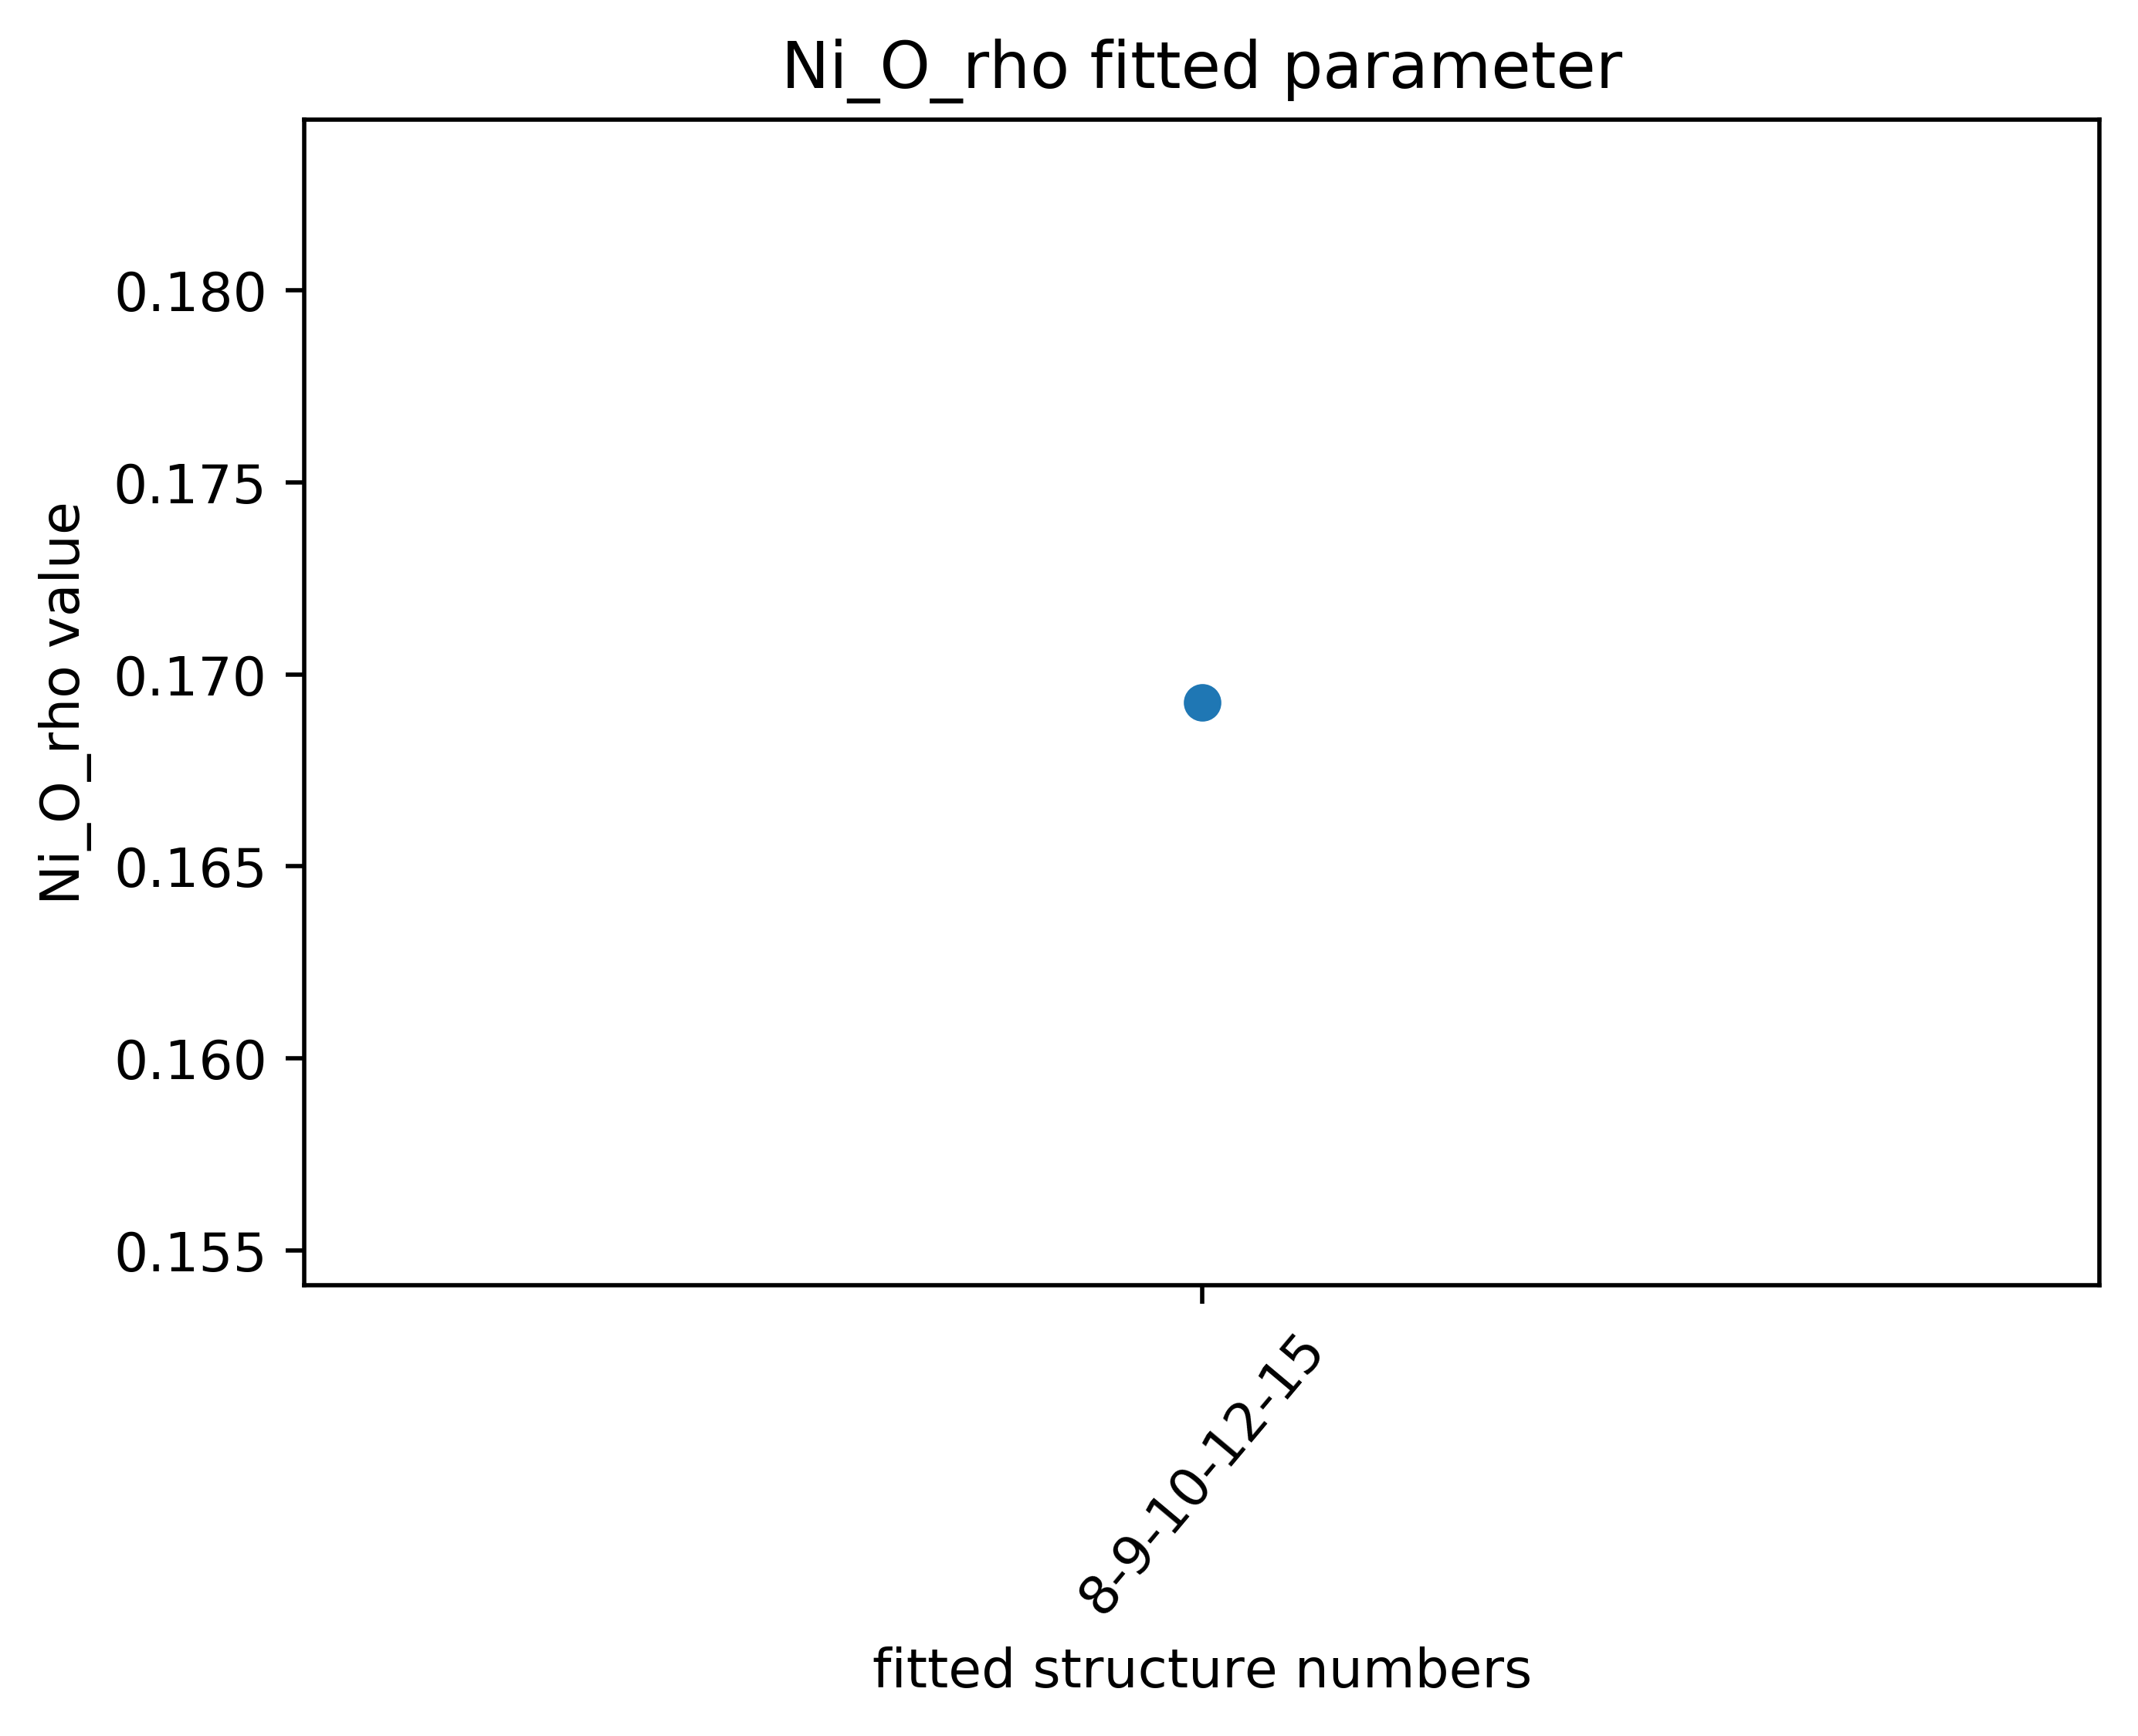 Ni_O_rho fitted parameter
Ni_O_rho value
0.180
0.175
0.170
0.165
0.160
0.155
8-9-10-12-15
fitted structure numbers